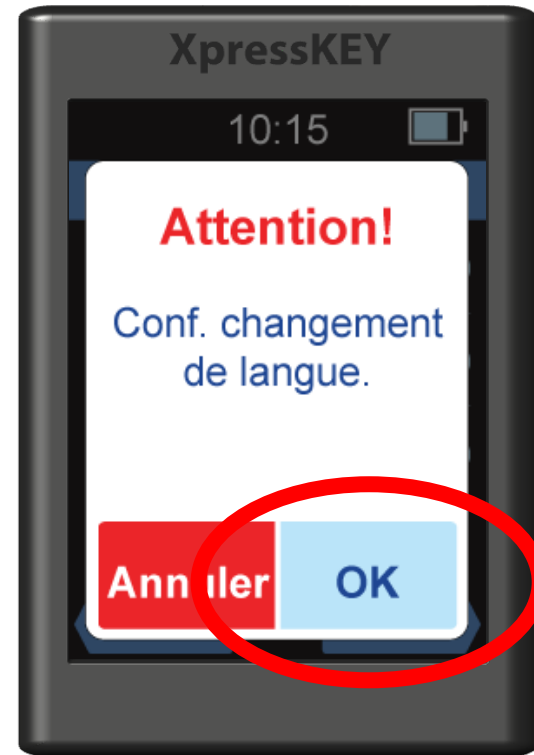 XpressKEY
10:15
Attention!
Conf. changement
de langue.
Annuler OK